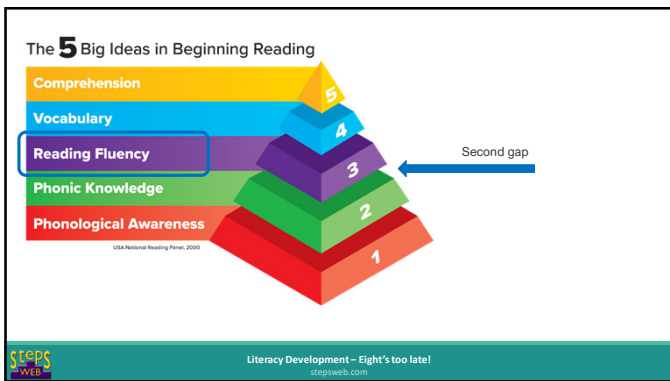 The 5 Big Ideas in Beginning Reading
Comprehension
5
Vocabulary
4
Reading Fluency
3
Second gap
Phonic Knowledge
2
Phonological Awareness
1
USA National Reading Panel, 2000
steps
WEB
Literacy Development – Eight's too late!
stepsweb.com